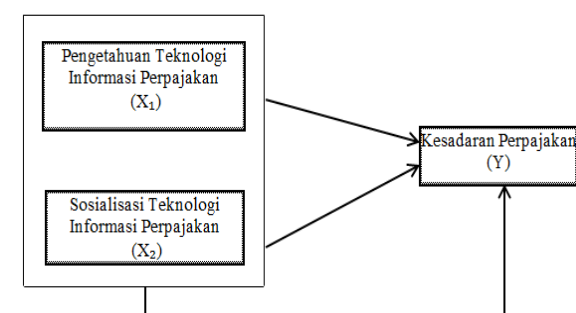 Pengetahuan Teknologi
Informasi Perpajakan
(X₁)
Kesadaran Perpajakan
(Y)
Sosialisasi Teknologi
Informasi Perpajakan
(X₂)